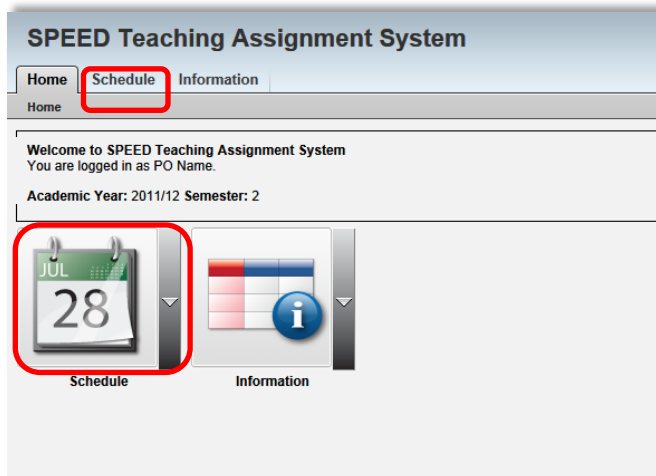 SPEED Teaching Assignment System
Home Schedule Information
Home
Welcome to SPEED Teaching Assignment System
You are logged in as PO Name.
Academic Year: 2011/12 Semester: 2
JUL
28
i
Schedule Information